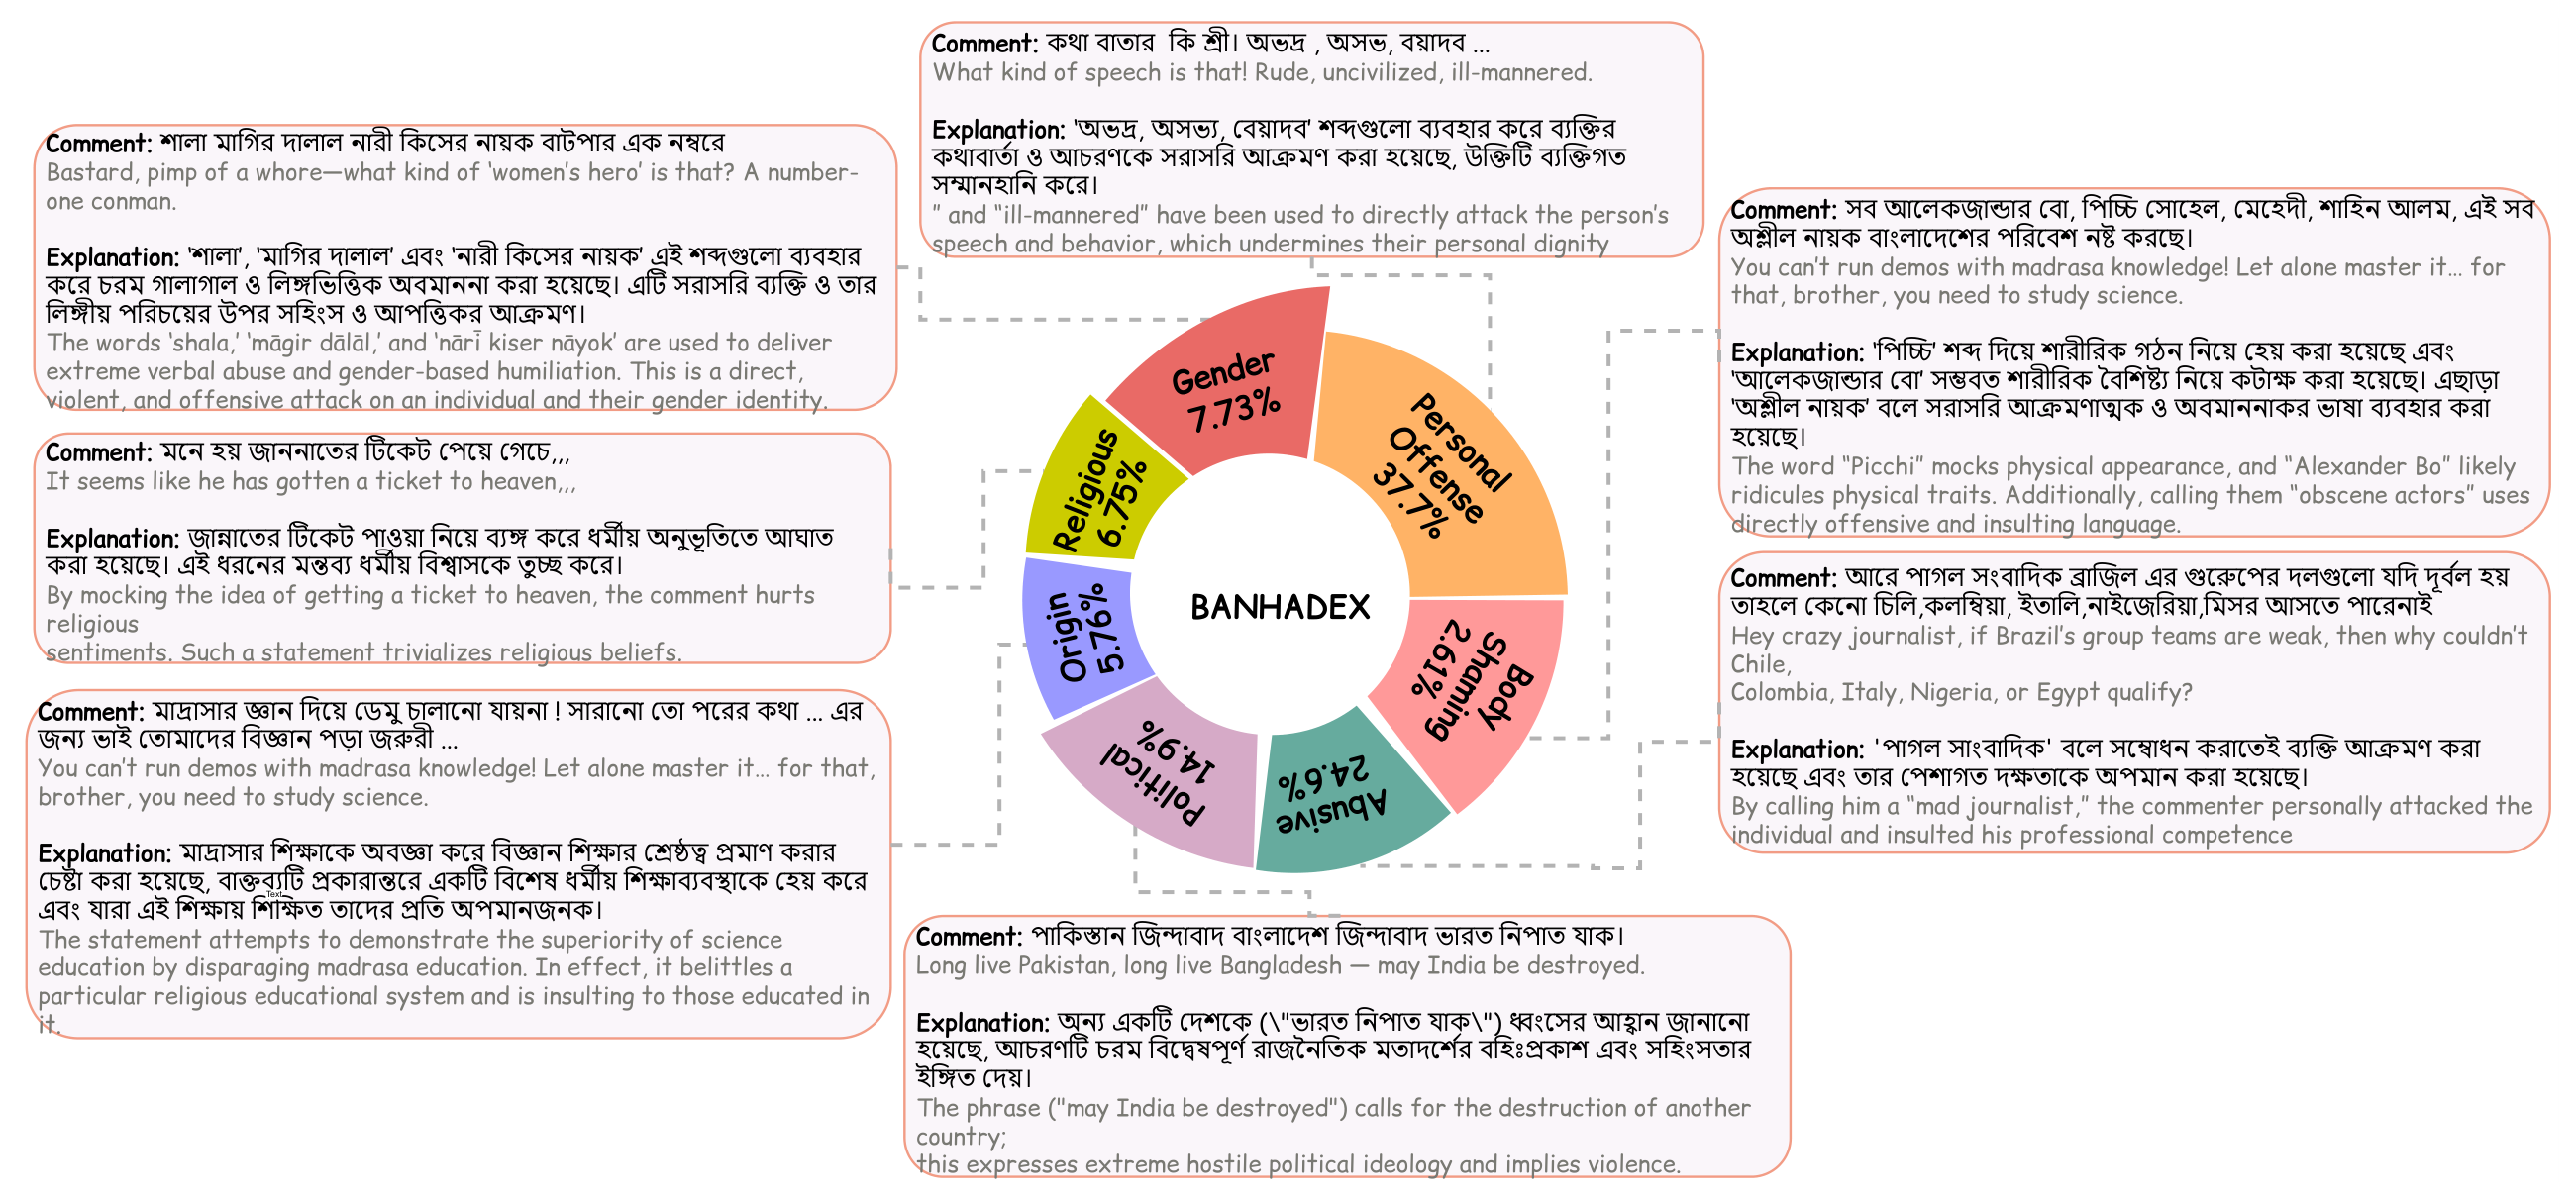 Comment: কথা বাতার কি শ্রী। অভদ্র , অসভ, বয়াদব ...
What kind of speech is that! Rude, uncivilized, ill-mannered.
Explanation: 'অভদ্র, অসভ্য, বেয়াদব' শব্দগুলো ব্যবহার করে ব্যক্তির
কথাবার্তা ও আচরণকে সরাসরি আক্রমণ করা হয়েছে, উক্তিটি ব্যক্তিগত
সম্মানহানি করে।
" and “ill-mannered” have been used to directly attack the person's
speech and behavior, which undermines their personal dignity
Comment: শালা মাগির দালাল নারী কিসের নায়ক বাটপার এক নম্বরে
Bastard, pimp of a whore—what kind of ‘women's hero’ is that? A number-
one conman.
Explanation: ‘শালা’, ‘মাগির দালাল’ এবং ‘নারী কিসের নায়ক’ এই শব্দগুলো ব্যবহার
করে চরম গালাগাল ও লিঙ্গভিত্তিক অবমাননা করা হয়েছে। এটি সরাসরি ব্যক্তি ও তার
লিঙ্গীয় পরিচয়ের উপর সহিংস ও আপত্তিকর আক্রমণ।
The words ‘shala,’ ‘māgir dālāl,’ and ‘nārī kiser nāyok’ are used to deliver
extreme verbal abuse and gender-based humiliation. This is a direct,
violent, and offensive attack on an individual and their gender identity.
Comment: মনে হয় জাননাতের টিকেট পেয়ে গেচে,,,
It seems like he has gotten a ticket to heaven,,,
Explanation: জান্নাতের টিকেট পাওয়া নিয়ে ব্যঙ্গ করে ধর্মীয় অনুভূতিতে আঘাত
করা হয়েছে। এই ধরনের মন্তব্য ধর্মীয় বিশ্বাসকে তুচ্ছ করে।
By mocking the idea of getting a ticket to heaven, the comment hurts
religious
sentiments. Such a statement trivializes religious beliefs.
Comment: মাদ্রাসার জ্ঞান দিয়ে ডেমু চালানো যায়না ! সারানো তো পরের কথা ... এর
জন্য ভাই তোমাদের বিজ্ঞান পড়া জরুরী ...
You can't run demos with madrasa knowledge! Let alone master it... for that,
brother, you need to study science.
Explanation: মাদ্রাসার শিক্ষাকে অবজ্ঞা করে বিজ্ঞান শিক্ষার শ্রেষ্ঠত্ব প্রমাণ করার
চেষ্টা করা হয়েছে, বাক্তব্যটি প্রকারান্তরে একটি বিশেষ ধর্মীয় শিক্ষাব্যবস্থাকে হেয় করে
Text
এবং যারা এই শিক্ষায় শিক্ষিত তাদের প্রতি অপমানজনক।
The statement attempts to demonstrate the superiority of science
education by disparaging madrasa education. In effect, it belittles a
particular religious educational system and is insulting to those educated in
it.
Gender
7.73%
Personal
Offense
37.7%
Religious
6.75%
Origin
5.76%
BANHADEX
Body
Shaming
2.61%
Political
14.9%
Abusive
24.6%
Comment: সব আলেকজান্ডার বো, পিচ্চি সোহেল, মেহেদী, শাহিন আলম, এই সব
অশ্লীল নায়ক বাংলাদেশের পরিবেশ নষ্ট করছে।
You can't run demos with madrasa knowledge! Let alone master it... for
that, brother, you need to study science.
Explanation: ‘পিচ্চি’ শব্দ দিয়ে শারীরিক গঠন নিয়ে হেয় করা হয়েছে এবং
‘আলেকজান্ডার বো’ সম্ভবত শারীরিক বৈশিষ্ট্য নিয়ে কটাক্ষ করা হয়েছে। এছাড়া
‘অশ্লীল নায়ক’ বলে সরাসরি আক্রমণাত্মক ও অবমাননাকর ভাষা ব্যবহার করা
হয়েছে।
The word “Picchi” mocks physical appearance, and “Alexander Bo” likely
ridicules physical traits. Additionally, calling them “obscene actors” uses
directly offensive and insulting language.
Comment: আরে পাগল সংবাদিক ব্রাজিল এর গুরেুপের দলগুলো যদি দূর্বল হয়
তাহলে কেনো চিলি,কলম্বিয়া, ইতালি,নাইজেরিয়া,মিসর আসতে পারেনাই
Hey crazy journalist, if Brazil's group teams are weak, then why couldn't
Chile,
Colombia, Italy, Nigeria, or Egypt qualify?
Explanation: 'পাগল সাংবাদিক' বলে সম্বোধন করাতেই ব্যক্তি আক্রমণ করা
হয়েছে এবং তার পেশাগত দক্ষতাকে অপমান করা হয়েছে।
By calling him a “mad journalist,” the commenter personally attacked the
individual and insulted his professional competence
Comment: পাকিস্তান জিন্দাবাদ বাংলাদেশ জিন্দাবাদ ভারত নিপাত যাক।
Long live Pakistan, long live Bangladesh — may India be destroyed.
Explanation: অন্য একটি দেশকে (\"ভারত নিপাত যাক\") ধ্বংসের আহ্বান জানানো
হয়েছে, আচরণটি চরম বিদ্বেষপূর্ণ রাজনৈতিক মতাদর্শের বহিঃপ্রকাশ এবং সহিংসতার
ইঙ্গিত দেয়।
The phrase ("may India be destroyed") calls for the destruction of another
country;
this expresses extreme hostile political ideology and implies violence.